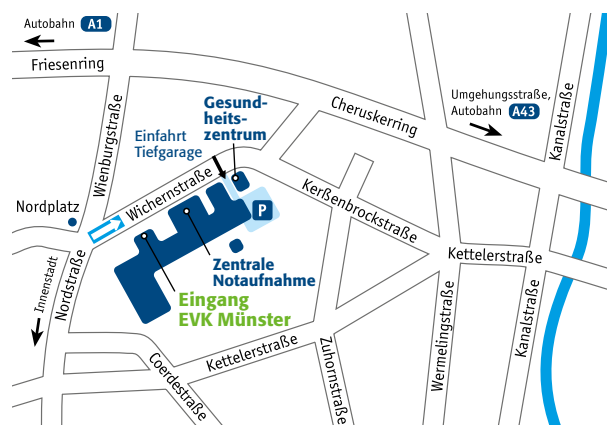 Autobahn A1
Friesenring
Gesund-
heits-
zentrum
Cheruskerring
Umgehungsstraße,
Autobahn A43
Kanalstraße
Wienburgstraße
Einfahrt
Tiefgarage
Wichernstraße
Nordplatz
P
Kerßenbrockstraße
Kettelerstraße
Zentrale
Notaufnahme
Innenstadt
Nordstraße
Eingang
EVK Münster
Kettelerstraße
Coerdestraße
Zuhornstraße
Wermelingstraße
Kanalstraße